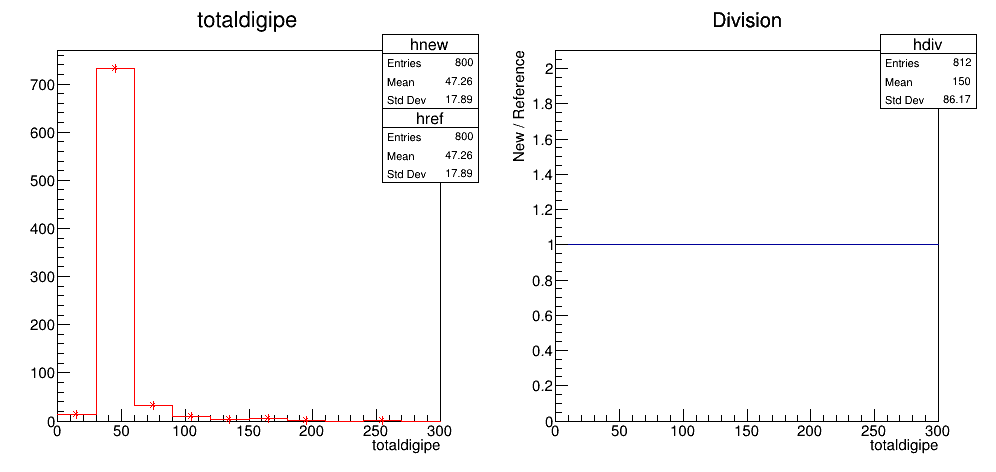 totaldigipe
hnew
Entries 800
Mean 47.26
Std Dev 17.89
href
Entries 800
Mean 47.26
Std Dev 17.89
700
600
500
400
300
200
100
0
0 50 100 150 200 250 300
totaldigipe
Division
hdiv
Entries 812
Mean 150
Std Dev 86.17
New / Reference
2
1.8
1.6
1.4
1.2
1
0.8
0.6
0.4
0.2
0
0 50 100 150 200 250 300
totaldigipe